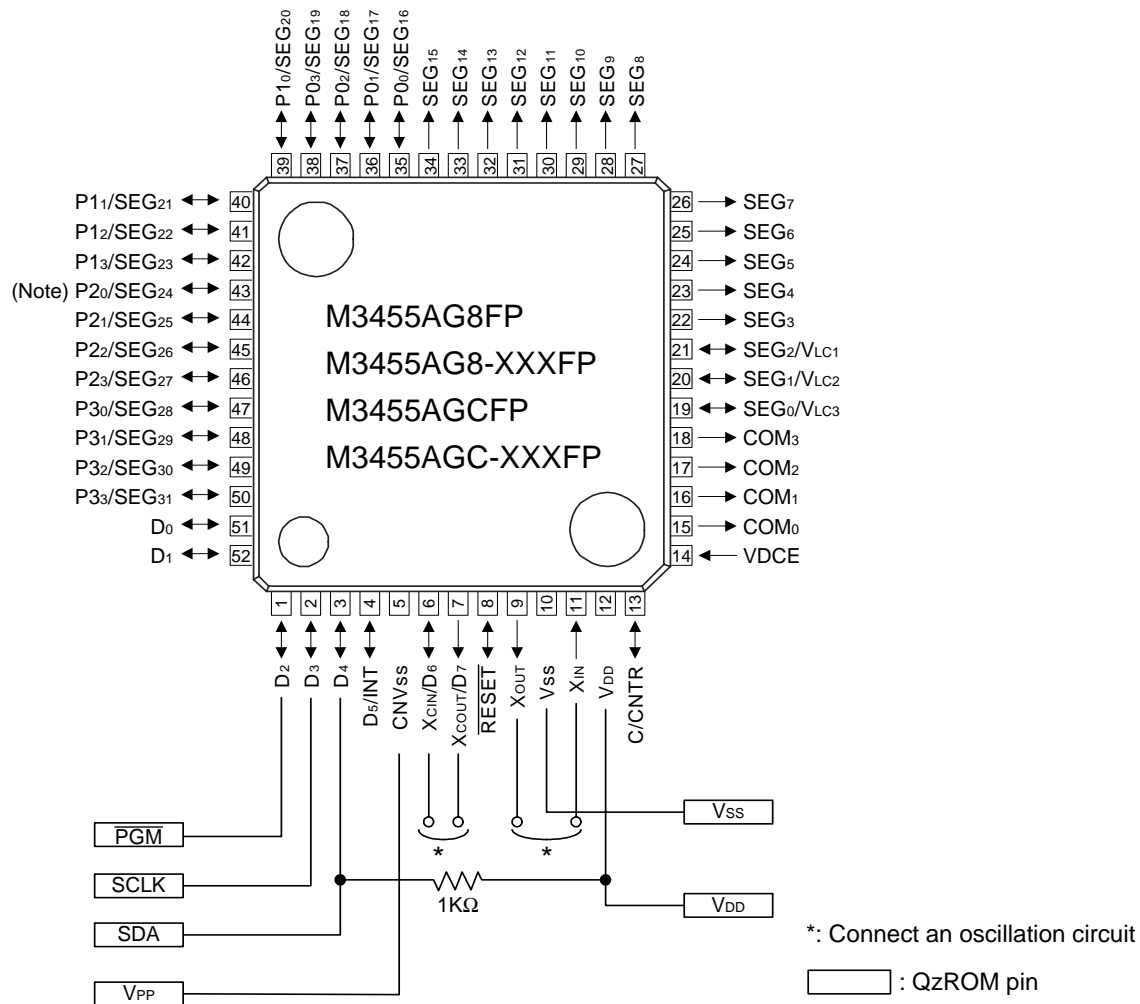 P10/SEG20
P03/SEG19
P02/SEG18
P01/SEG17
P00/SEG16
SEG15
SEG14
SEG13
SEG12
SEG11
SEG10
SEG9
SEG8
39 38 37 36 35 34 33 32 31 30 29 28 27
P11/SEG21 40
P12/SEG22 41
P13/SEG23 42
(Note) P20/SEG24 43
P21/SEG25 44
P22/SEG26 45
P23/SEG27 46
P30/SEG28 47
P31/SEG29 48
P32/SEG30 49
P33/SEG31 50
D0 51
D1 52
M3455AG8FP
M3455AG8-XXXFP
M3455AGCFP
M3455AGC-XXXFP
26 SEG7
25 SEG6
24 SEG5
23 SEG4
22 SEG3
21 SEG2/VLC1
20 SEG1/VLC2
19 SEG0/VLC3
18 COM3
17 COM2
16 COM1
15 COM0
14 VDCE
1 2 3 4 5 6 7 8 9 10 11 12 13
D2
D3
D4
D5/INT
CNVss
XCIN/D6
XCOUT/D7
RESET
XOUT
Vss
XIN
VDD
C/CNTR
PGM
SCLK
SDA
VPP
*
*
1KΩ
Vss
VDD
*: Connect an oscillation circuit
: QzROM pin